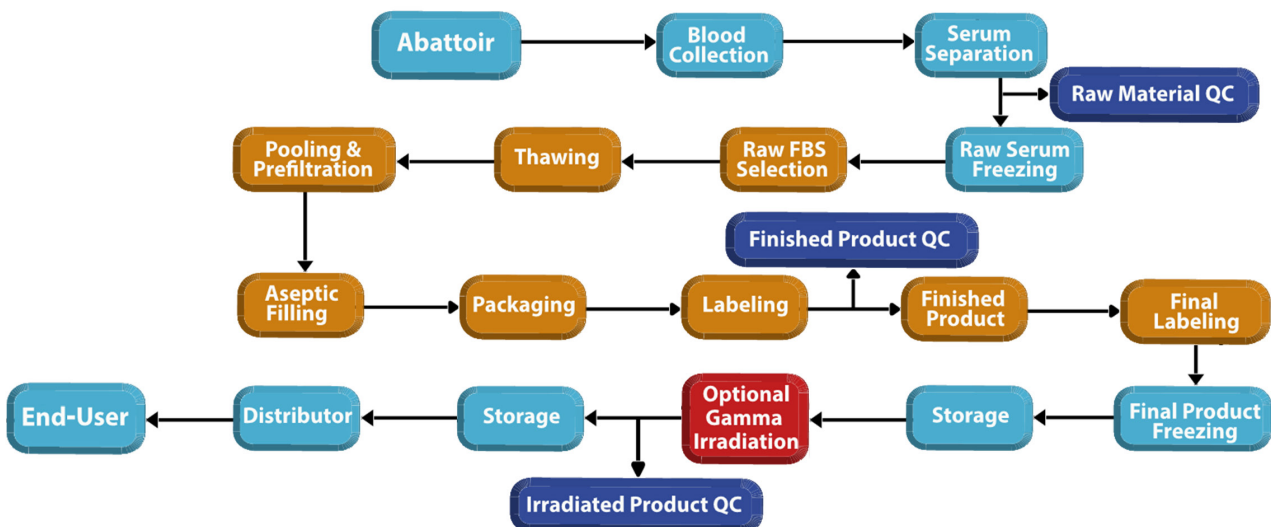 Abattoir
Blood
Collection
Serum
Separation
Raw Material QC
Pooling &
Prefiltration
Thawing
Raw FBS
Selection
Raw Serum
Freezing
Finished Product QC
Aseptic
Filling
Packaging
Labeling
Finished
Product
Final
Labeling
End-User
Distributor
Storage
Optional
Gamma
Irradiation
Storage
Final Product
Freezing
Irradiated Product QC